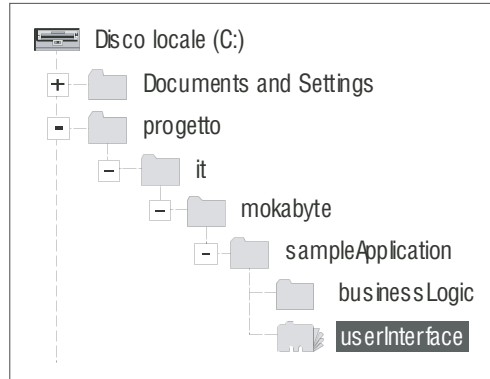 Disco locale (C:)
Documents and Settings
progetto
it
mokabyte
sampleApplication
businessLogic
userInterface